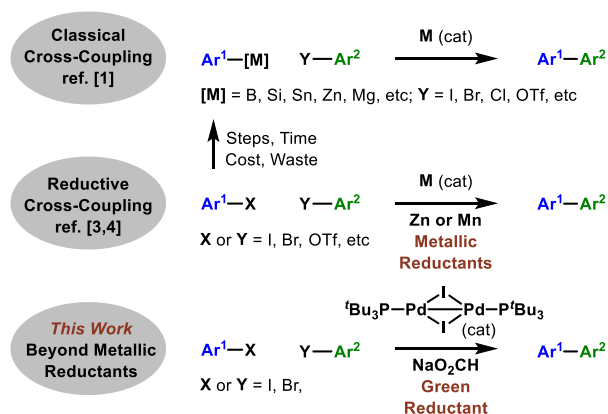 Classical
Cross-Coupling
ref. [1]
Ar¹—[M] Y—Ar² M (cat) Ar¹—Ar²
[M] = B, Si, Sn, Zn, Mg, etc; Y = I, Br, Cl, OTf, etc
Steps, Time
Cost, Waste
Reductive
Cross-Coupling
ref. [3,4]
Ar¹—X Y—Ar² M (cat) Ar¹—Ar²
Zn or Mn
X or Y = I, Br, OTf, etc
Metallic
Reductants
I
ᵗBu₃P—Pd—Pd—PᵗBu₃
I
(cat)
This Work
Beyond Metallic
Reductants
Ar¹—X Y—Ar² Ar¹—Ar²
NaO₂CH
X or Y = I, Br,
Green
Reductant